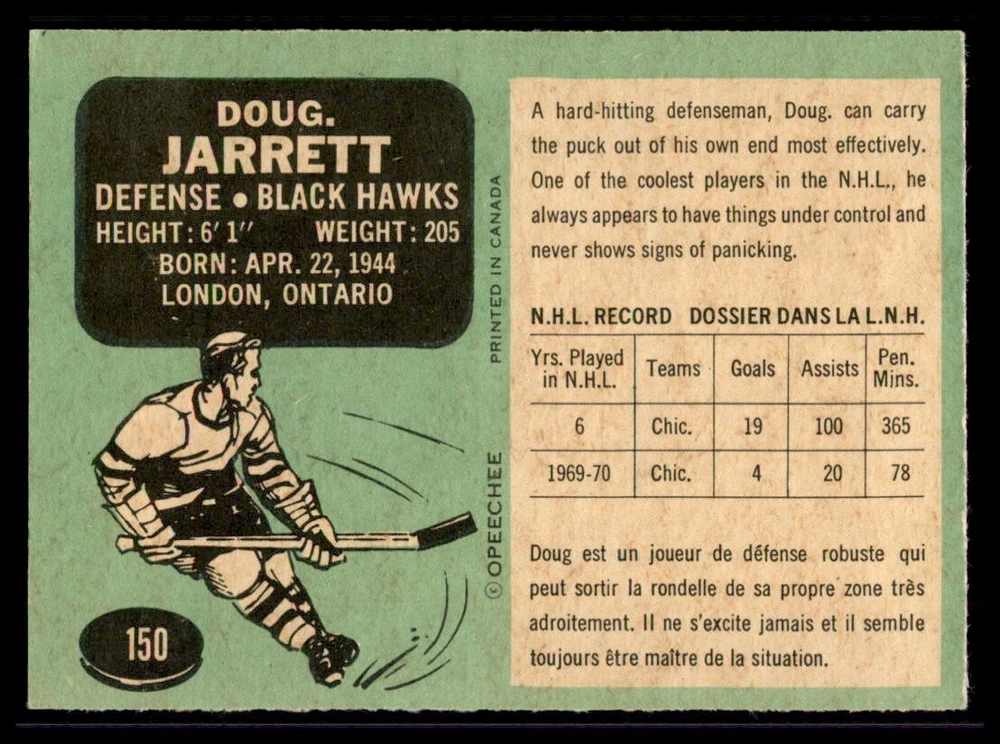 DOUG.
JARRETT
DEFENSE • BLACK HAWKS
HEIGHT: 6' 1" WEIGHT: 205
BORN: APR. 22, 1944
LONDON, ONTARIO
150
© OPEECHEE PRINTED IN CANADA
A hard-hitting defenseman, Doug. can carry
the puck out of his own end most effectively.
One of the coolest players in the N.H.L., he
always appears to have things under control and
never shows signs of panicking.
N.H.L. RECORD DOSSIER DANS LA L.N.H.
Yrs. Played in N.H.L. Teams Goals Assists Pen. Mins.
6 Chic. 19 100 365
1969-70 Chic. 4 20 78
Doug est un joueur de défense robuste qui
peut sortir la rondelle de sa propre zone très
adroitement. Il ne s'excite jamais et il semble
toujours être maître de la situation.